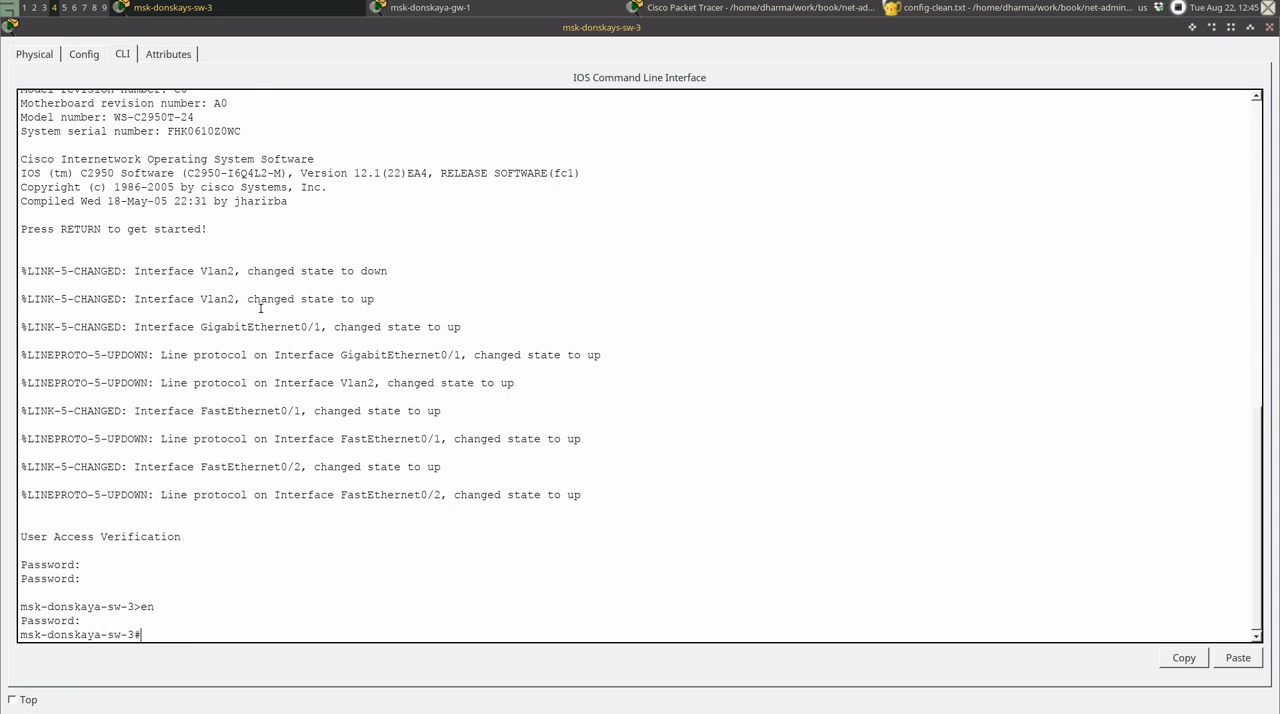 1 2 3 4 5 6 7 8 9 msk-donskays-sw-3 msk-donskaya-gw-1 Cisco Packet Tracer - /home/dharma/work/book/net-ad... config-clean.txt - /home/dharma/work/book/net-admin... us Tue Aug 22, 12:45
msk-donskays-sw-3
Physical Config CLI Attributes
IOS Command Line Interface
Model revision number: C0
Motherboard revision number: A0
Model number: WS-C2950T-24
System serial number: FHK0610Z0WC
Cisco Internetwork Operating System Software
IOS (tm) C2950 Software (C2950-I6Q4L2-M), Version 12.1(22)EA4, RELEASE SOFTWARE(fc1)
Copyright (c) 1986-2005 by cisco Systems, Inc.
Compiled Wed 18-May-05 22:31 by jharirba
Press RETURN to get started!
%LINK-5-CHANGED: Interface Vlan2, changed state to down
%LINK-5-CHANGED: Interface Vlan2, changed state to up
%LINK-5-CHANGED: Interface GigabitEthernet0/1, changed state to up
%LINEPROTO-5-UPDOWN: Line protocol on Interface GigabitEthernet0/1, changed state to up
%LINEPROTO-5-UPDOWN: Line protocol on Interface Vlan2, changed state to up
%LINK-5-CHANGED: Interface FastEthernet0/1, changed state to up
%LINEPROTO-5-UPDOWN: Line protocol on Interface FastEthernet0/1, changed state to up
%LINK-5-CHANGED: Interface FastEthernet0/2, changed state to up
%LINEPROTO-5-UPDOWN: Line protocol on Interface FastEthernet0/2, changed state to up
User Access Verification
Password:
Password:
msk-donskaya-sw-3>en
Password:
msk-donskaya-sw-3#
Copy Paste
Top